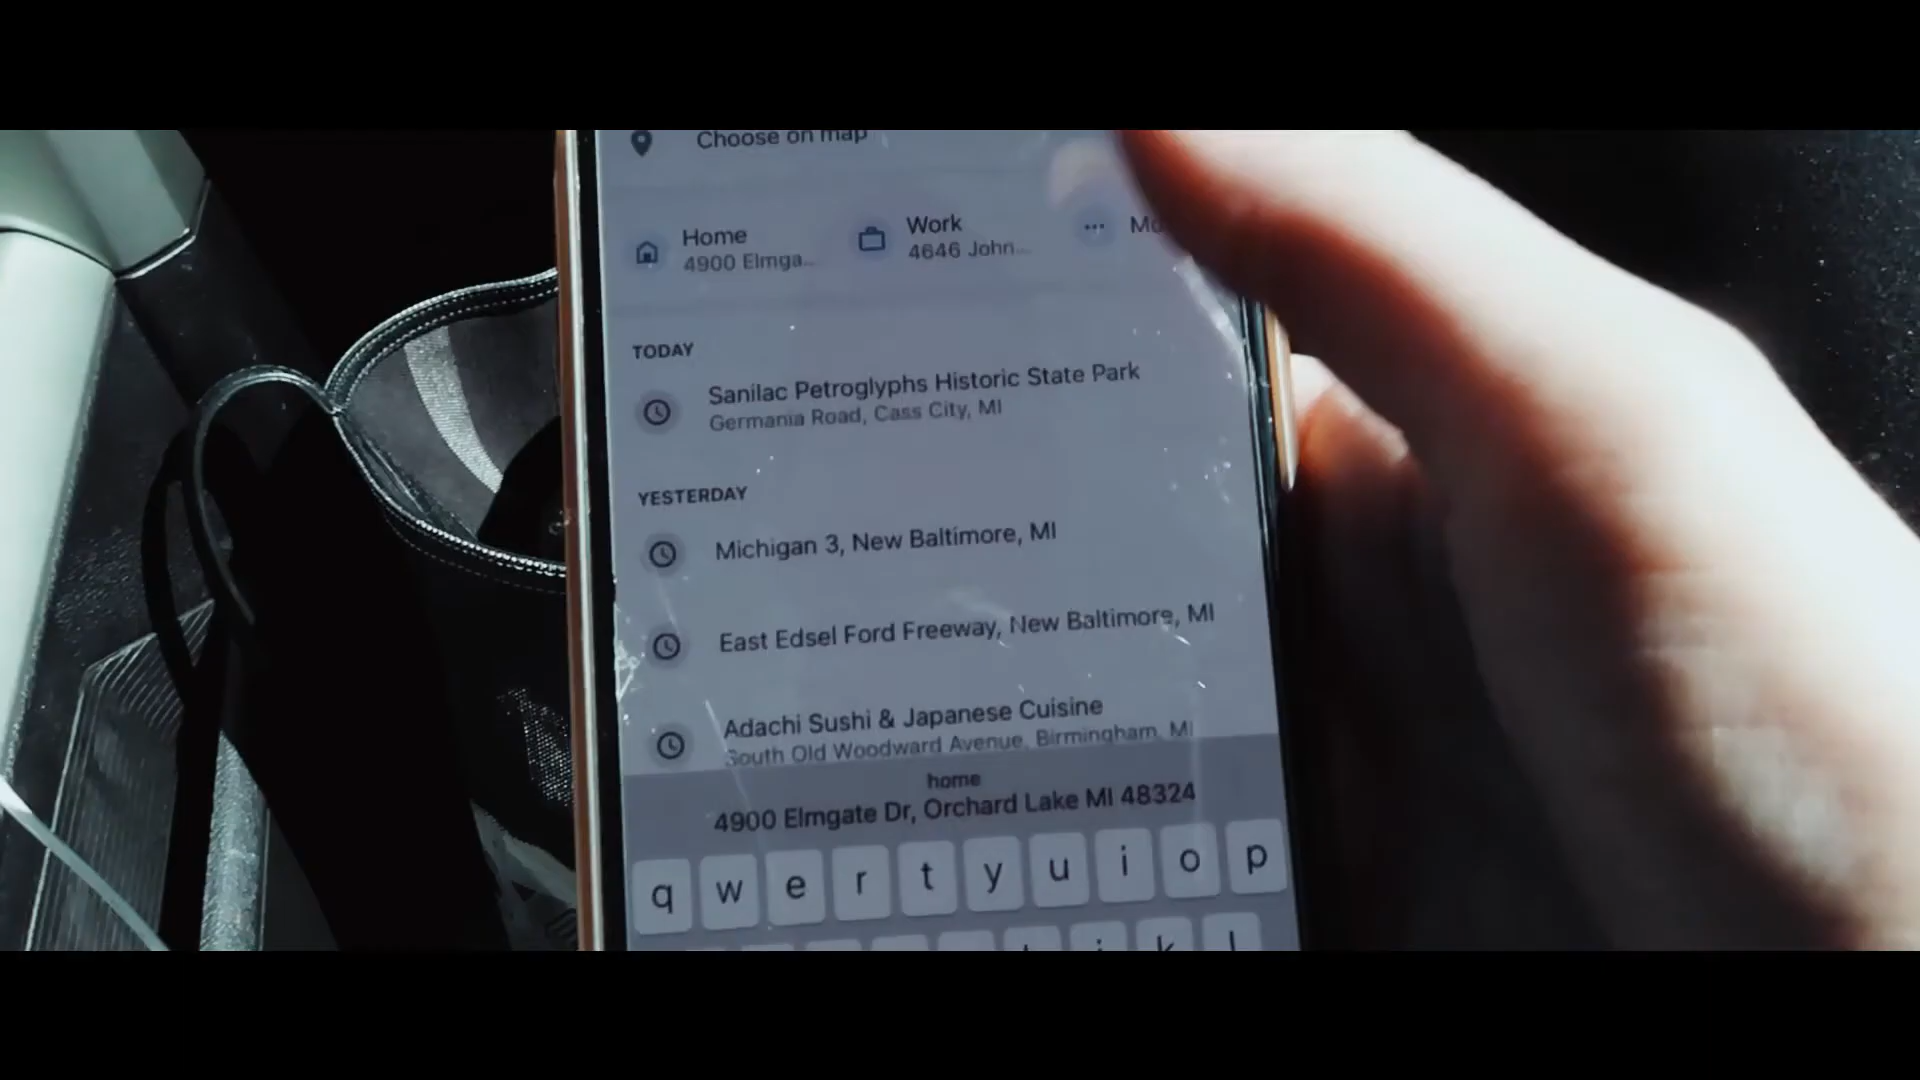 Choose on map
Home
4900 Elmga...
Work
4646 John...
TODAY
Sanilac Petroglyphs Historic State Park
Germania Road, Cass City, MI
YESTERDAY
Michigan 3, New Baltimore, MI
East Edsel Ford Freeway, New Baltimore, MI
Adachi Sushi & Japanese Cuisine
South Old Woodward Avenue, Birmingham, MI
home
4900 Elmgate Dr, Orchard Lake MI 48324
q w e r t y u i o p
j k l